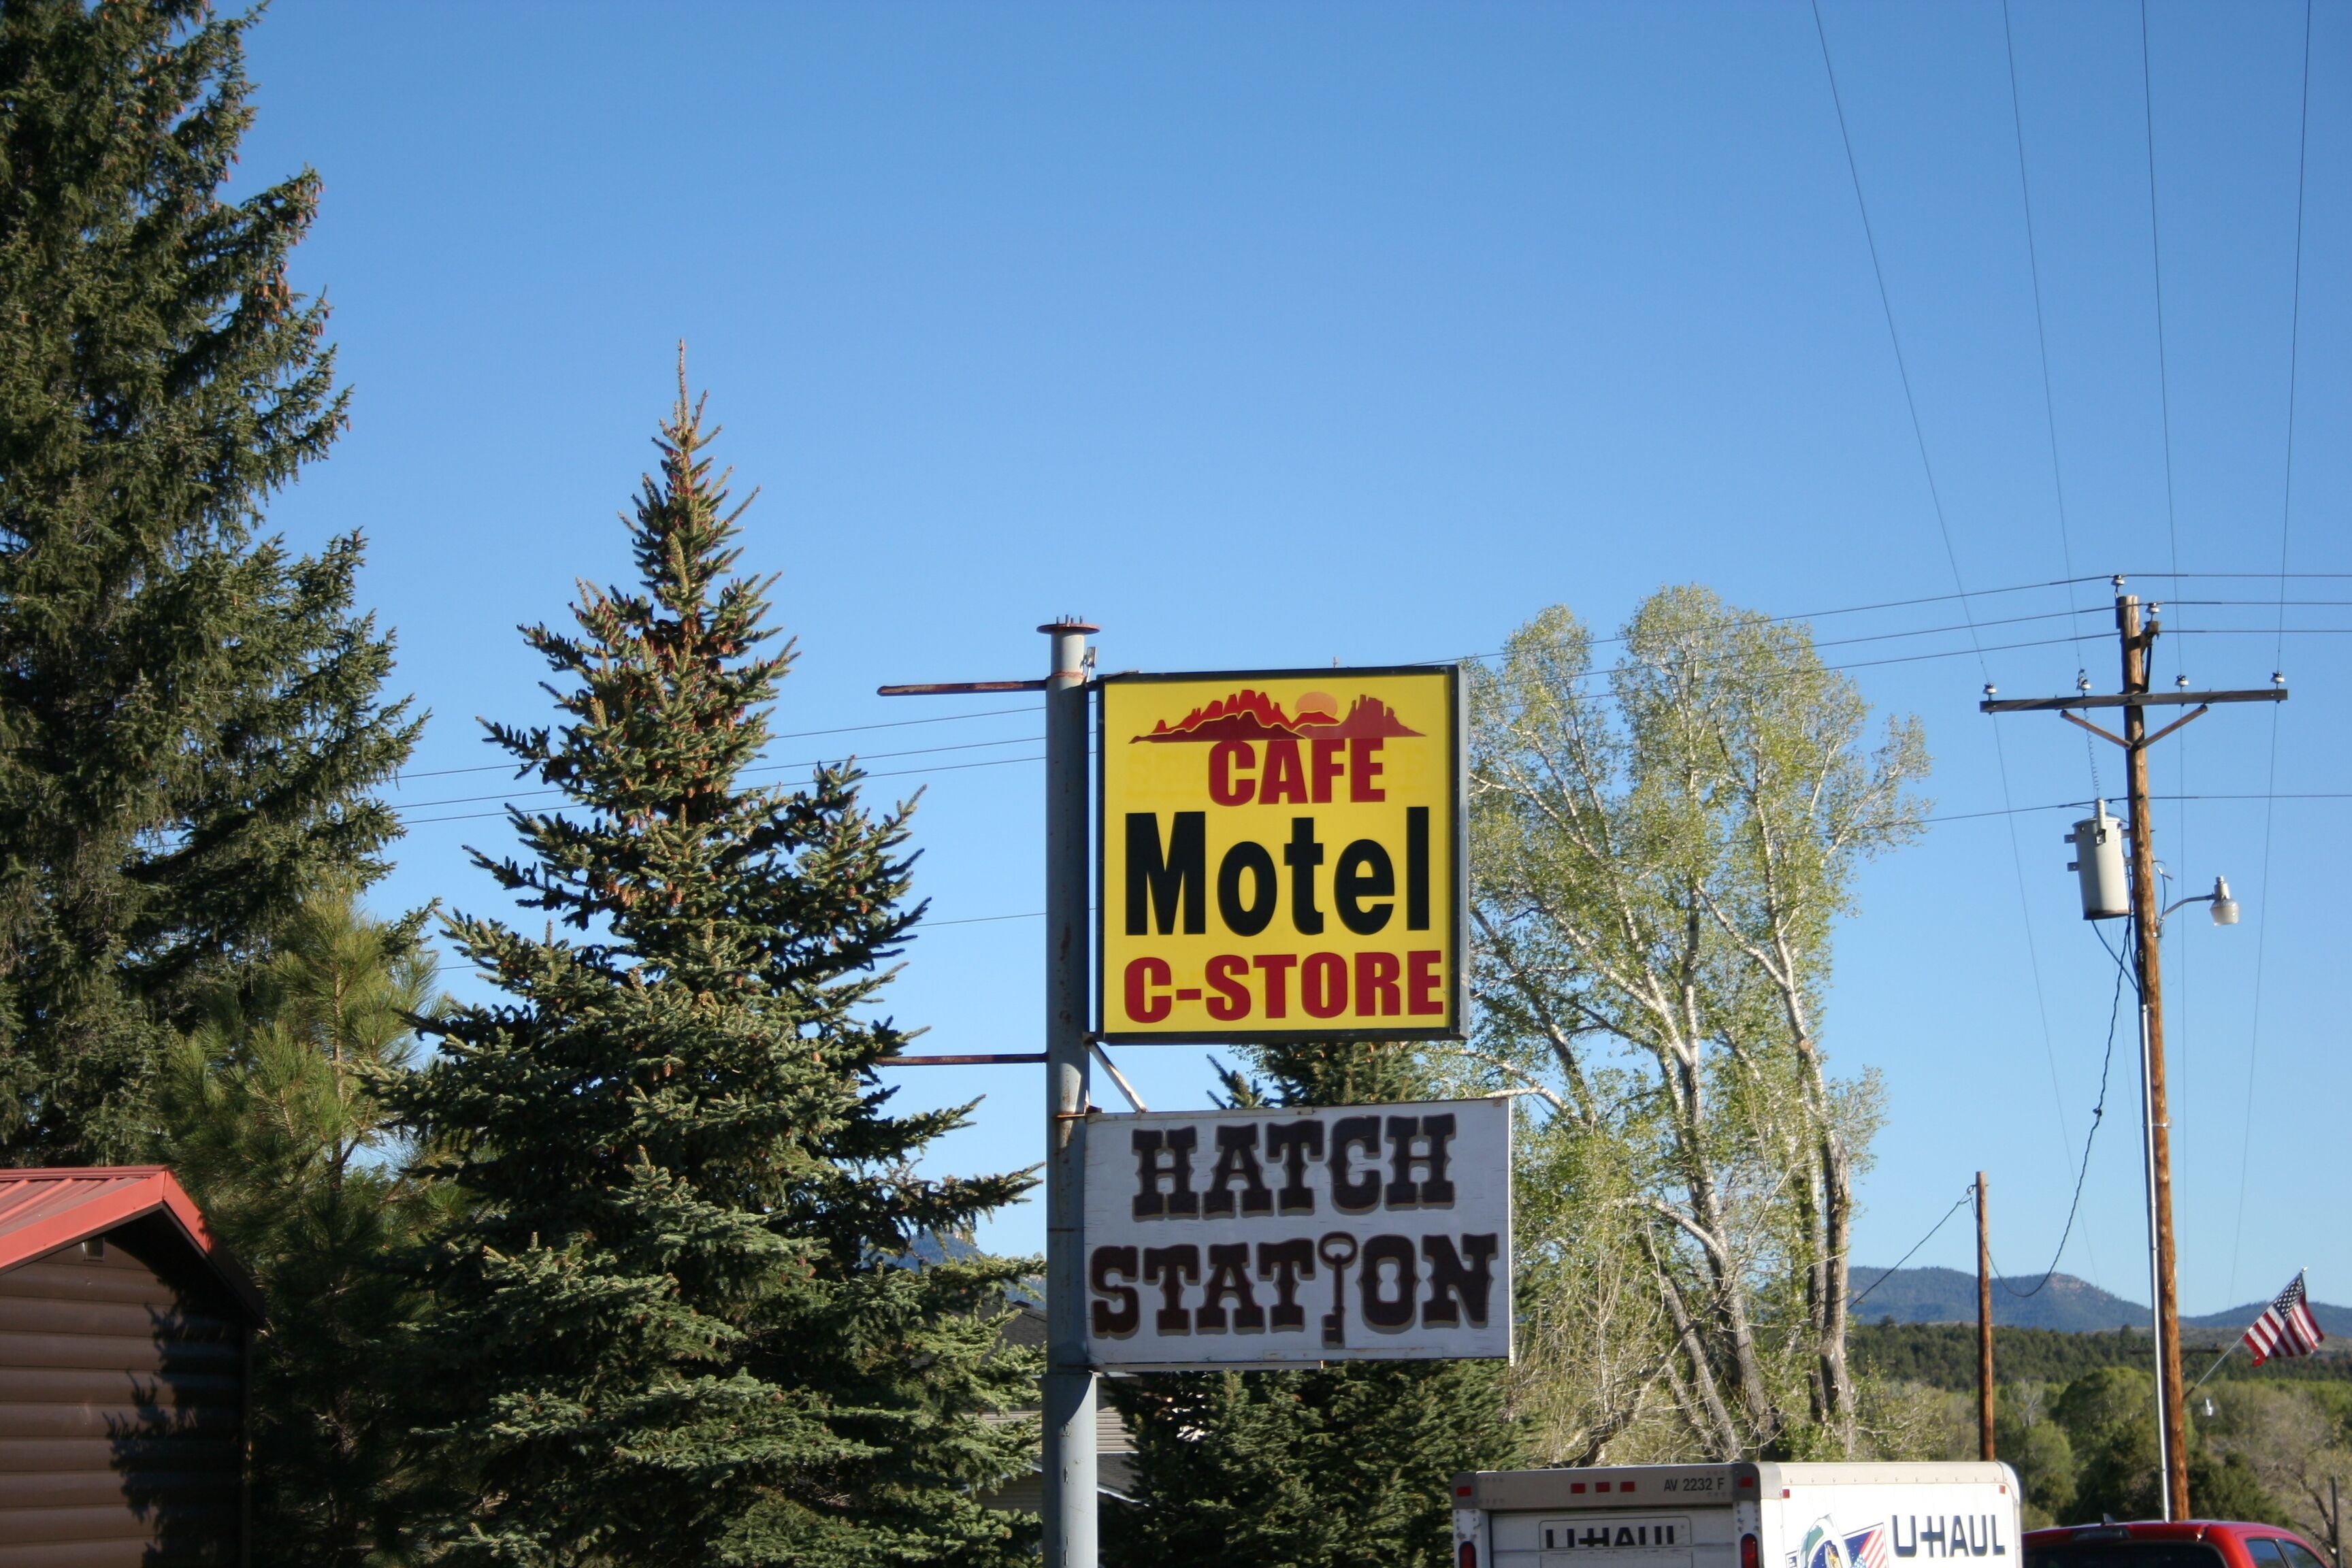 CAFE
Motel
C-STORE
HATCH
STATION
AV 2232 F
U-HAUL
U-HAUL